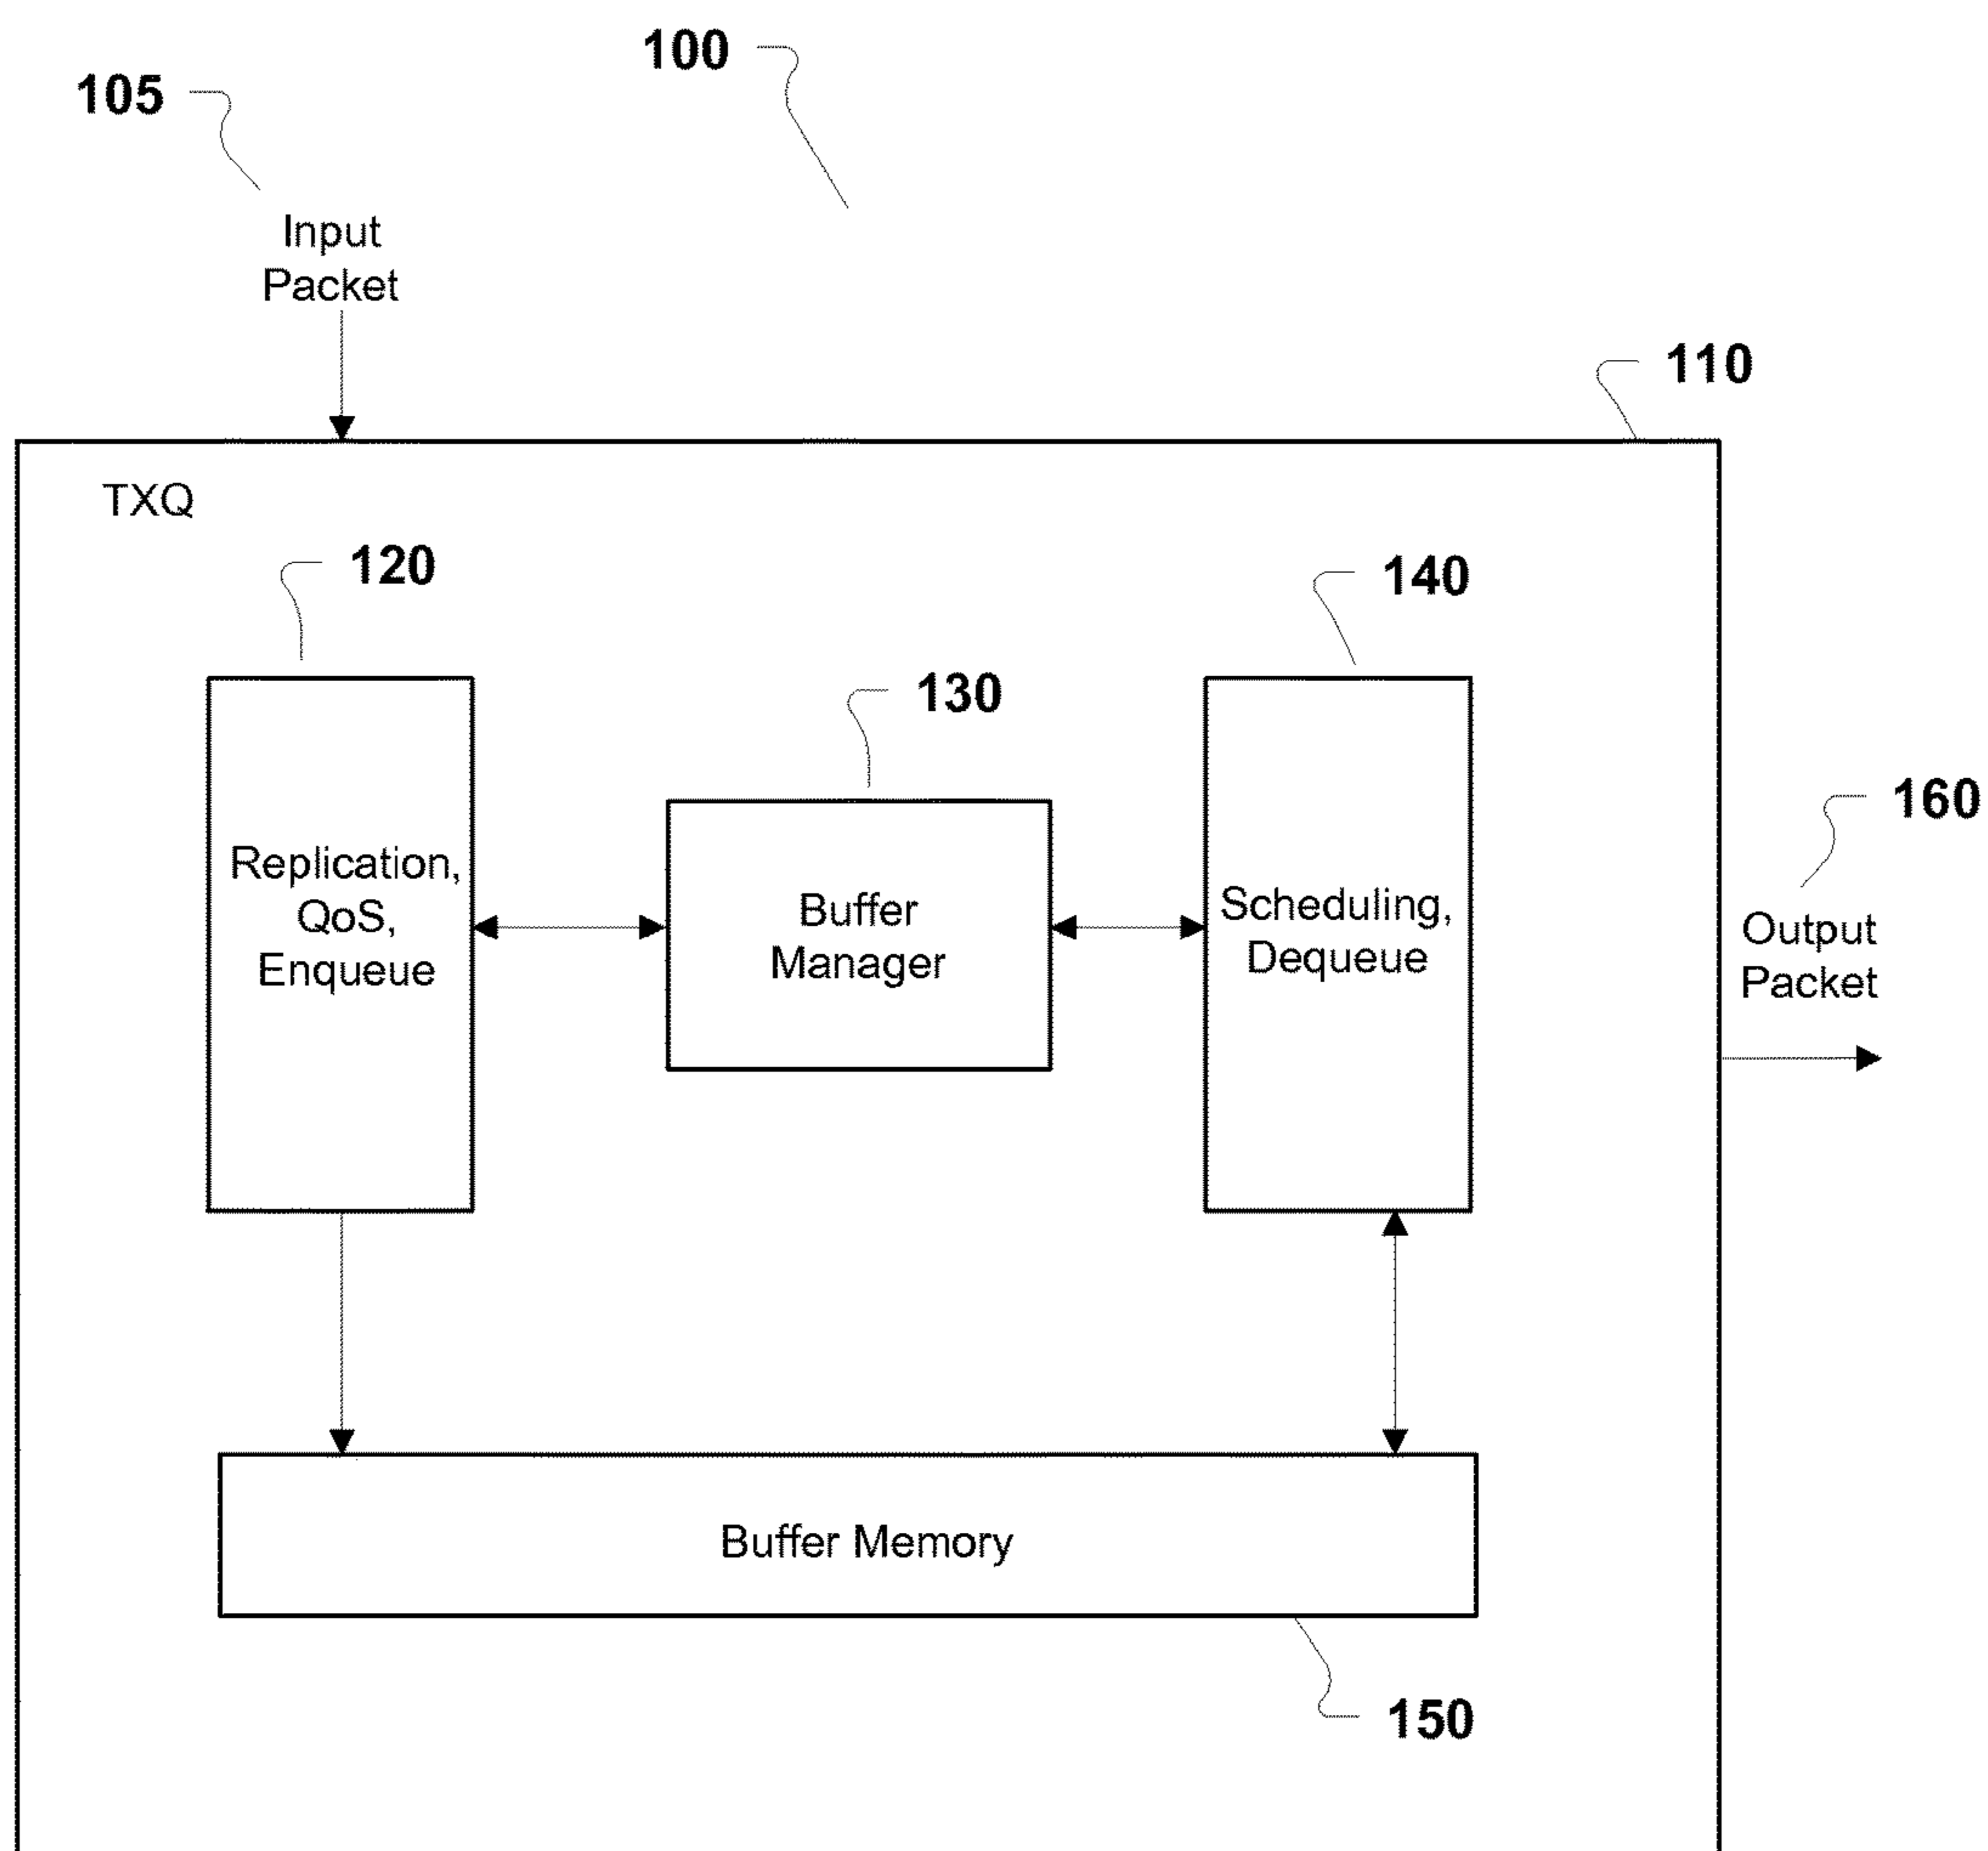 100
105
Input
Packet
110
TXQ
120
140
130
160
Replication,
QoS,
Enqueue
Buffer
Manager
Scheduling,
Dequeue
Output
Packet
Buffer Memory
150